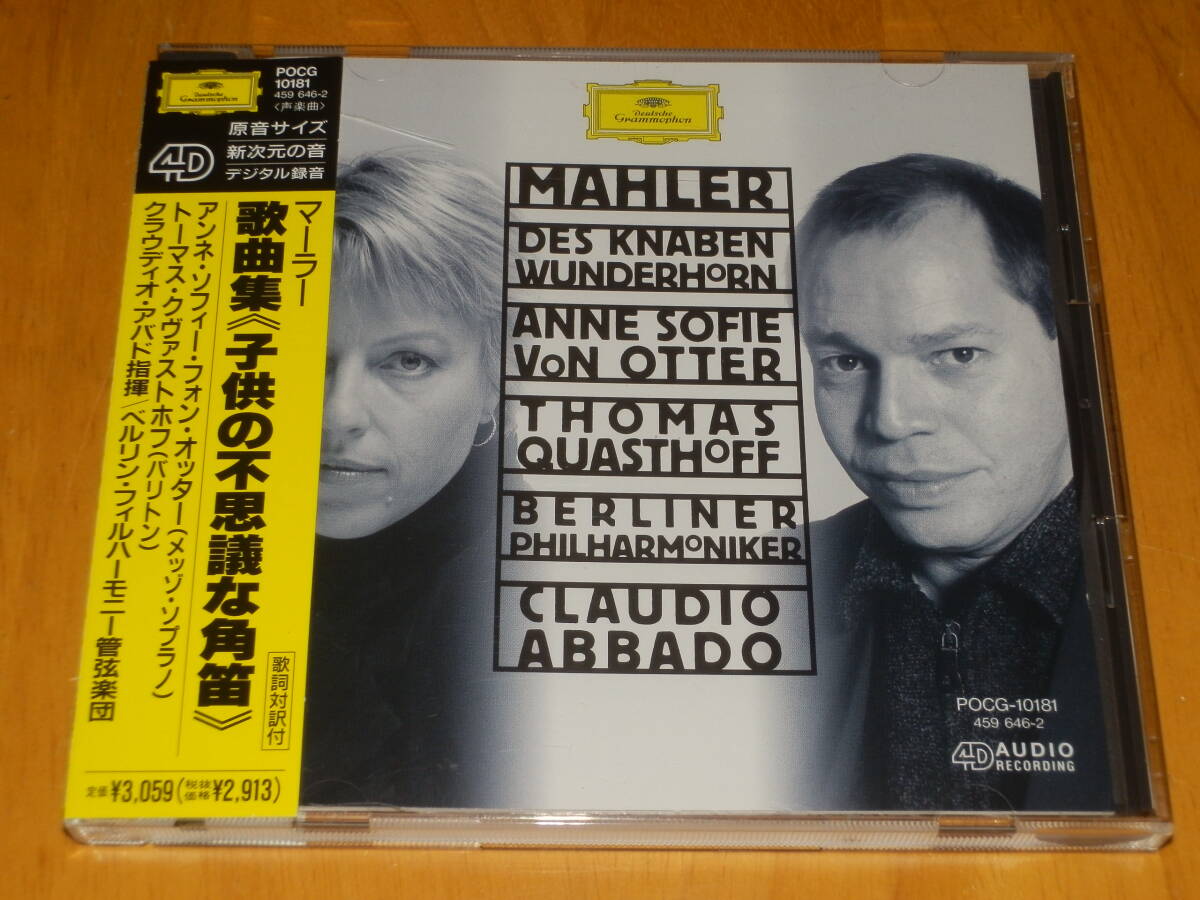 Deutsche
Grammophon
POCG
10181
459 646-2
〈声楽曲〉
4D
原音サイズ
新次元の音
デジタル録音
マーラー
歌曲集《子供の不思議な角笛》
アンネ・ソフィー・フォン・オッター(メッゾ・ソプラノ)
トーマス・クヴァストホフ(バリトン)
クラウディオ・アバド指揮/ベルリン・フィルハーモニー管弦楽団
歌詞対訳付
定価¥3,059(税抜価格¥2,913)
Deutsche
Grammophon
MAHLER
DES KNABEN
WUNDERHORN
ANNE SOFIE
VON OTTER
THOMAS
QUASTHOFF
BERLINER
PHILHARMONIKER
CLAUDIO
ABBADO
POCG-10181
459 646-2
4D AUDIO
RECORDING